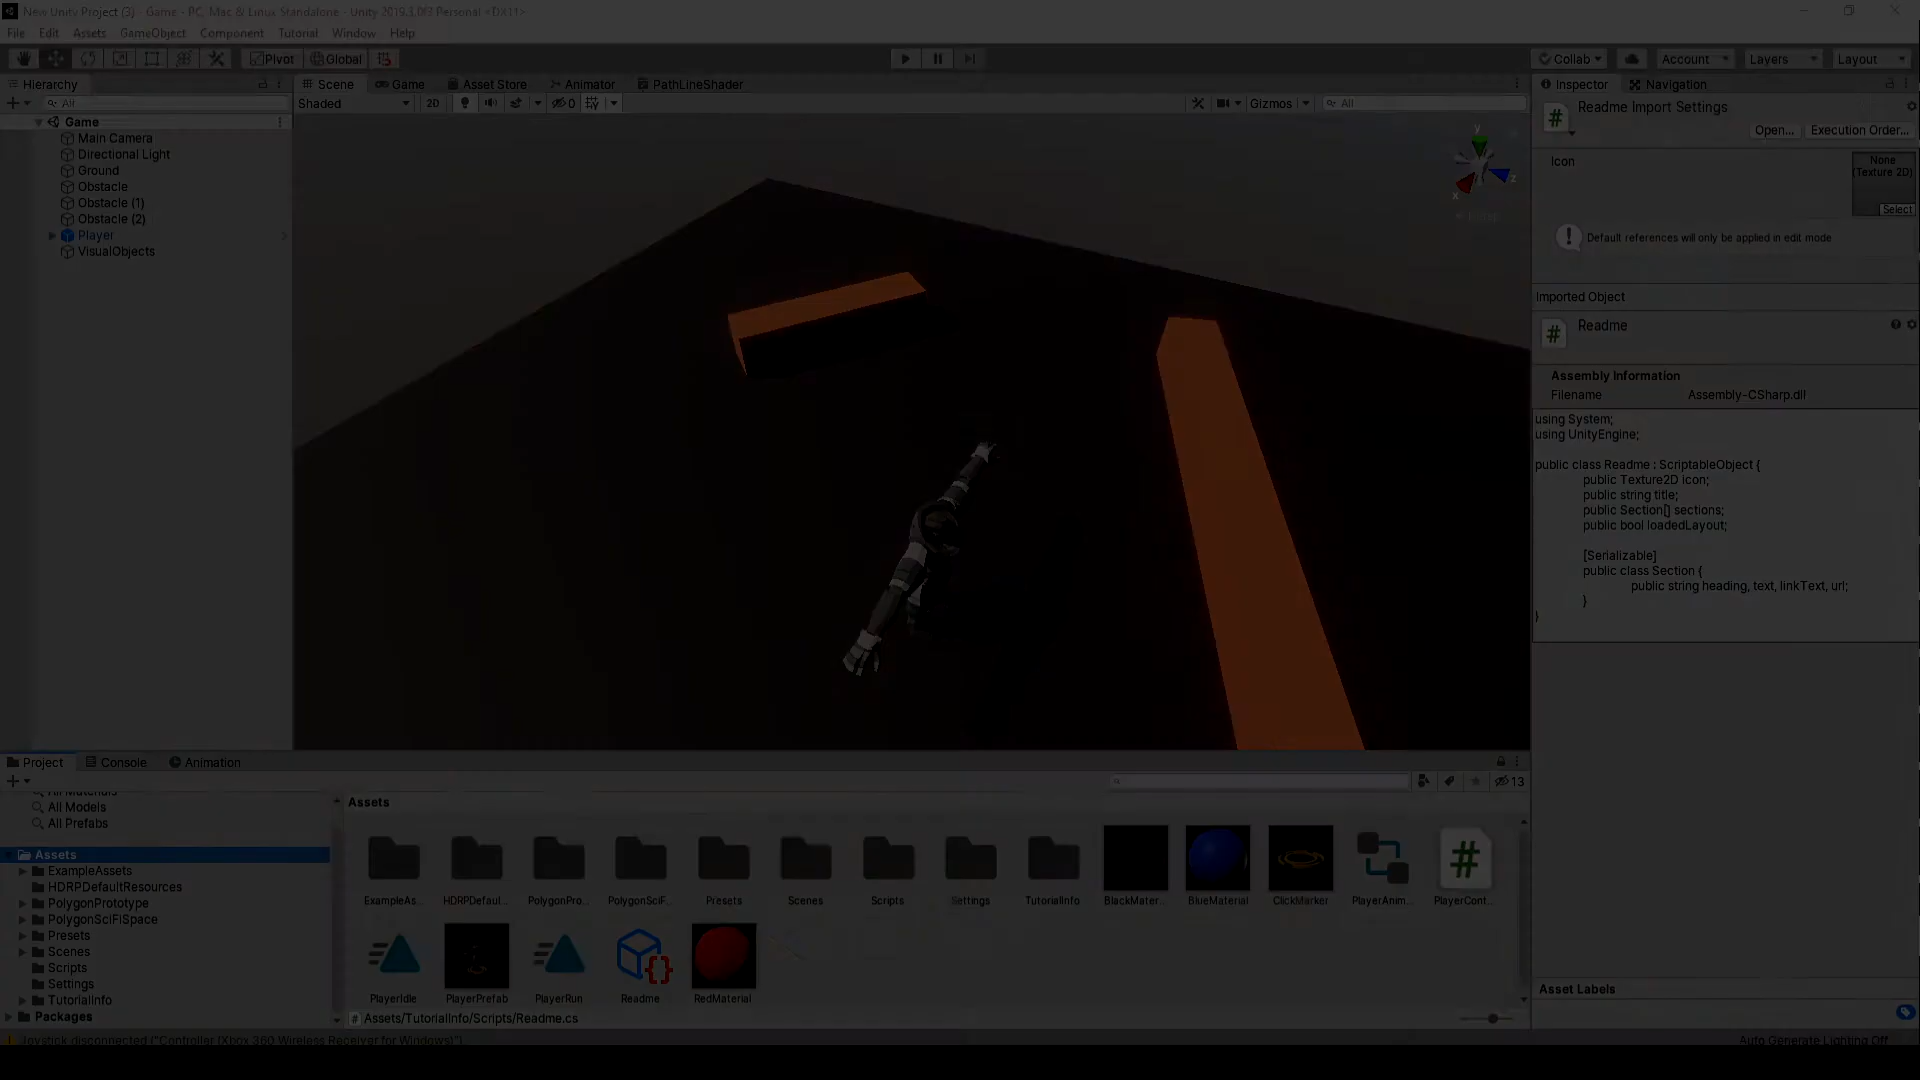 New Unity Project (3) - Game - PC, Mac & Linux Standalone - Unity 2019.3.0f3 Personal <DX11>
File Edit Assets GameObject Component Tutorial Window Help
Pivot Global Collab Account Layers Layout
Hierarchy
Scene Game Asset Store Animator PathLineShader
Inspector Navigation
All
Shaded 2D 0 Gizmos All
Game
Main Camera
Directional Light
Ground
Obstacle
Obstacle (1)
Obstacle (2)
Player
VisualObjects
y
z
x
Readme Import Settings
Open... Execution Order...
Icon
None
(Texture 2D)
Select
Default references will only be applied in edit mode
Imported Object
Readme
Assembly Information
Filename Assembly-CSharp.dll
using System;
using UnityEngine;
public class Readme : ScriptableObject {
public Texture2D icon;
public string title;
public Section[] sections;
public bool loadedLayout;
[Serializable]
public class Section {
public string heading, text, linkText, url;
}
}
Project Console Animation
13
All Materials
All Models
All Prefabs
Assets
ExampleAssets
HDRPDefaultResources
PolygonPrototype
PolygonSciFiSpace
Presets
Scenes
Scripts
Settings
TutorialInfo
Packages
Assets
ExampleAs... HDRPDefaul... PolygonPro... PolygonSciF... Presets Scenes Scripts Settings TutorialInfo BlackMater... BlueMaterial ClickMarker PlayerAnim... PlayerCont...
PlayerIdle PlayerPrefab PlayerRun Readme RedMaterial
Assets/TutorialInfo/Scripts/Readme.cs
Asset Labels
Joystick disconnected ("Controller (Xbox 360 Wireless Receiver for Windows)").
Auto Generate Lighting Off